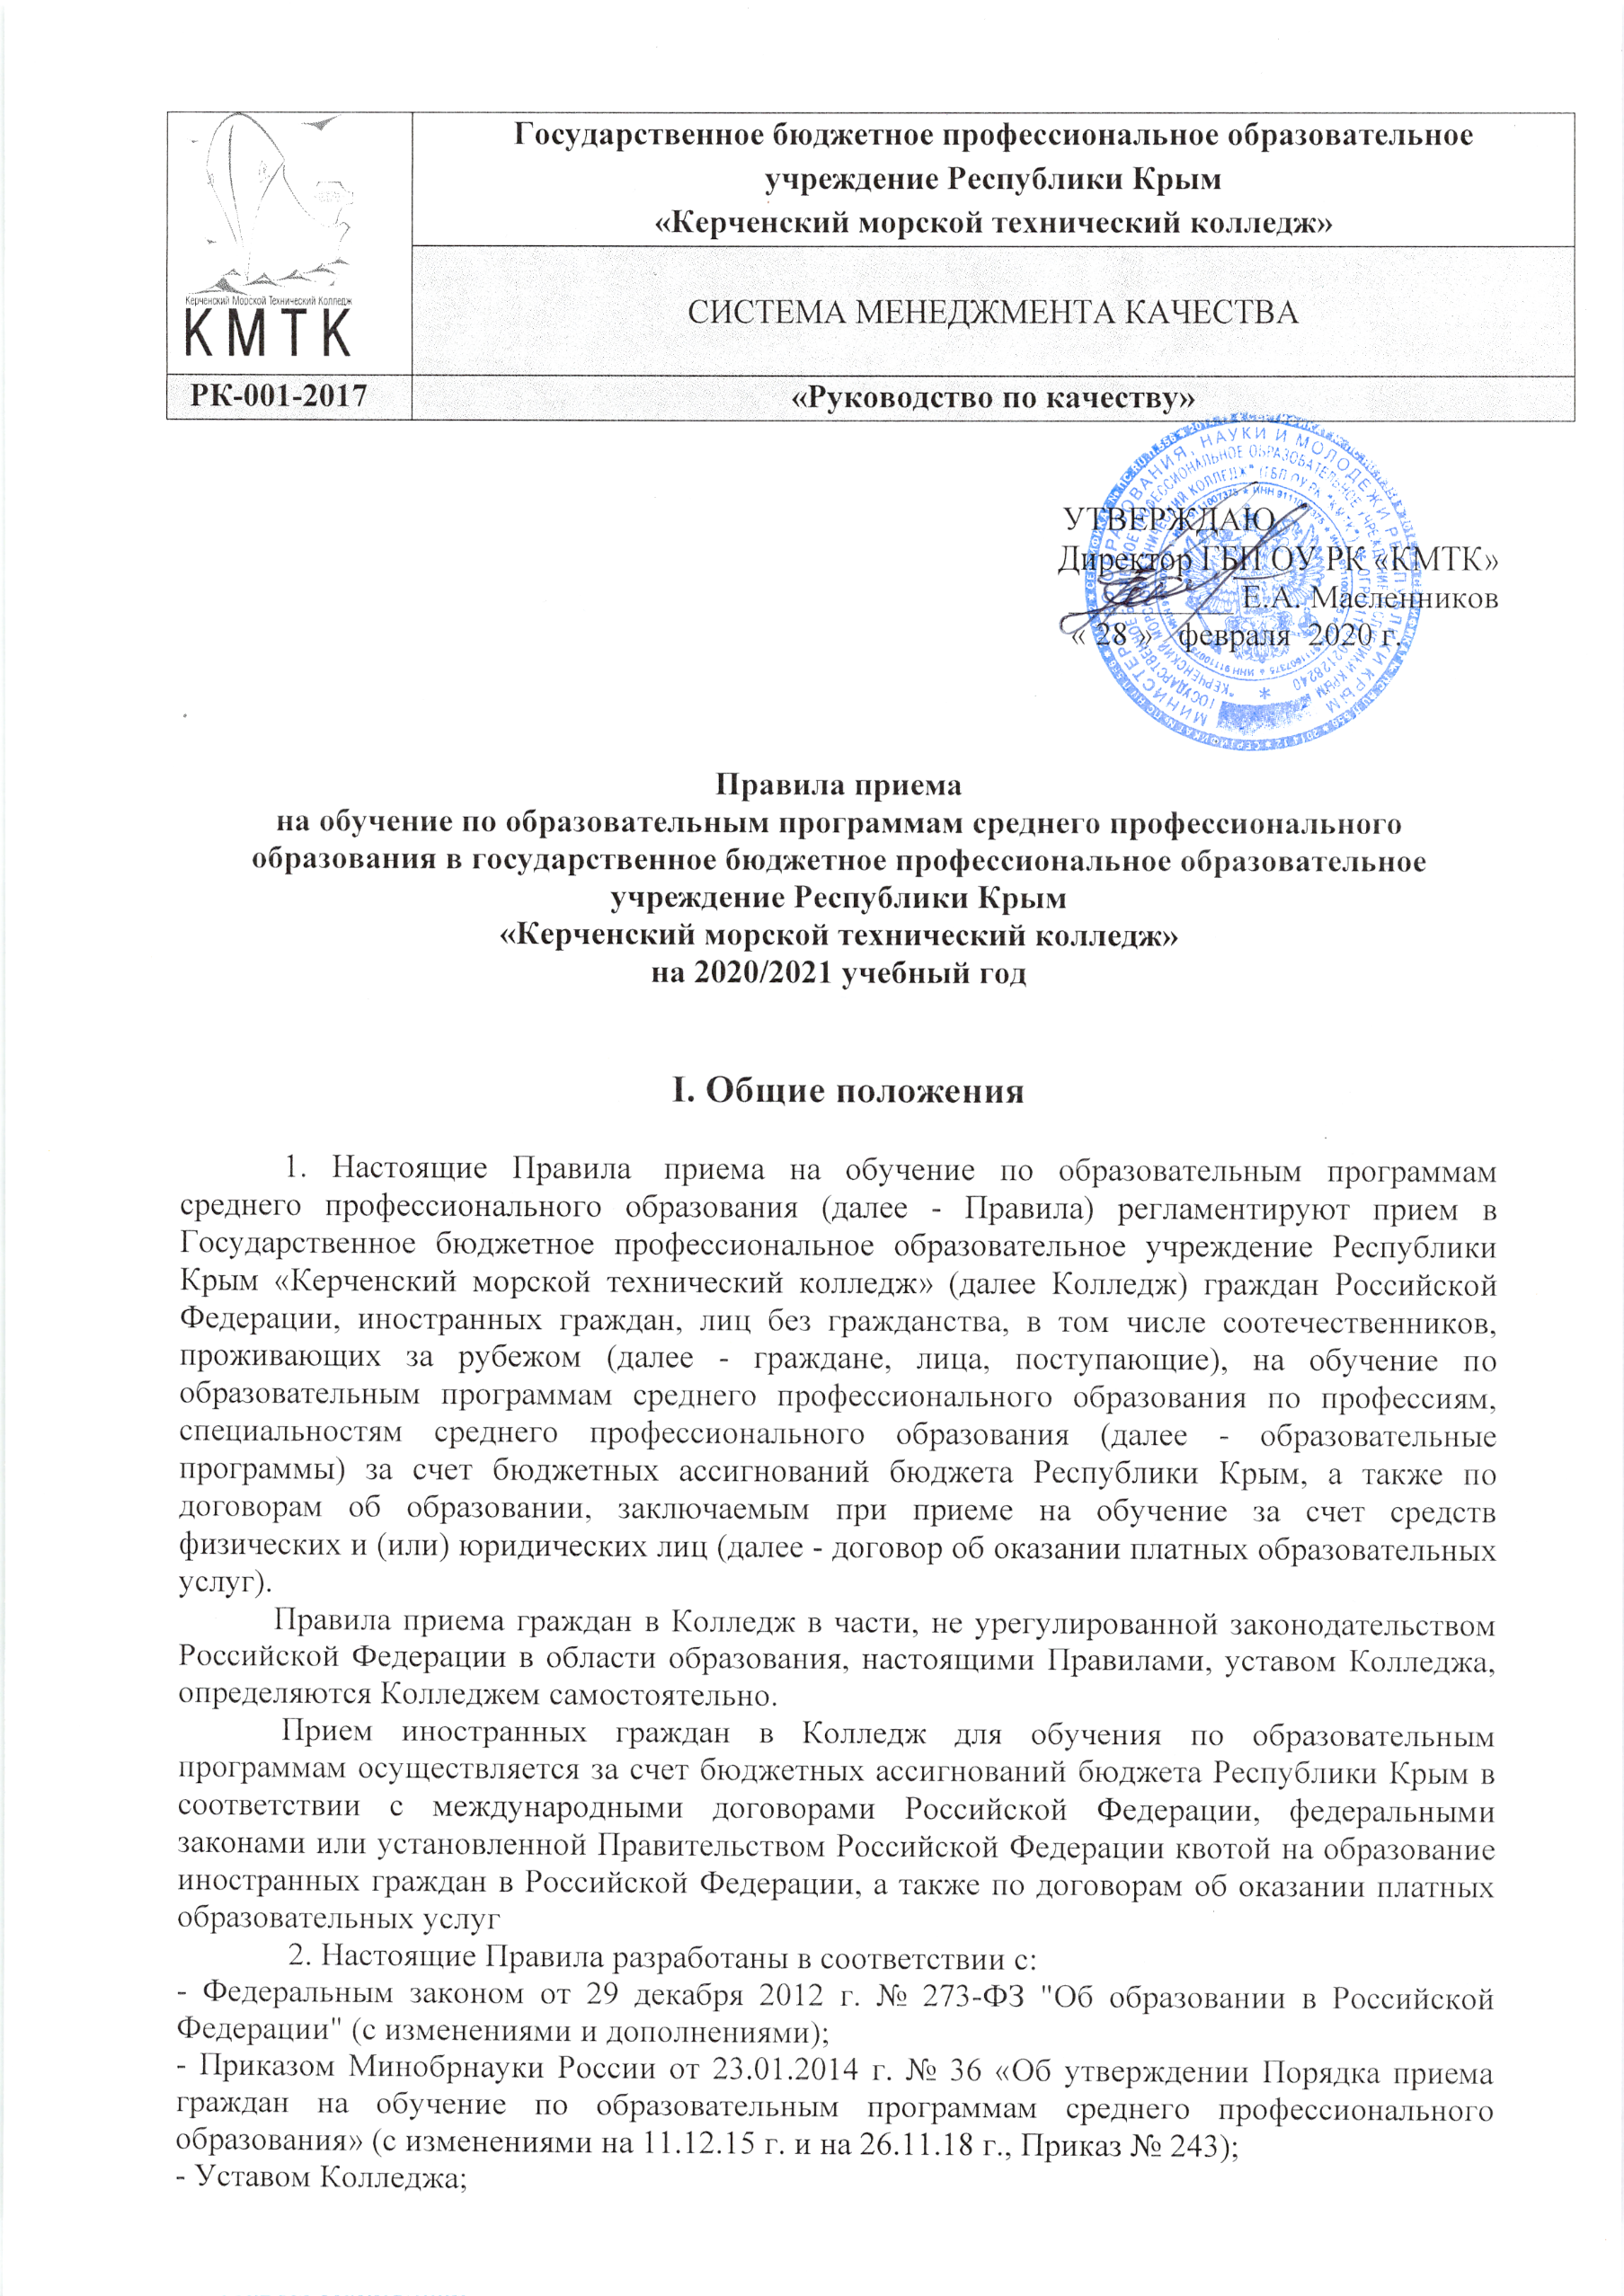 Государственное бюджетное профессиональное образовательное
учреждение Республики Крым
«Керченский морской технический колледж»
Керченский Морской Технический Колледж
КМТК
СИСТЕМА МЕНЕДЖМЕНТА КАЧЕСТВА
РК-001-2017
«Руководство по качеству»
УТВЕРЖДАЮ
Директор ГБП ОУ РК «КМТК»
Е.А. Масленников
« 28 » февраля 2020 г.
Правила приема
на обучение по образовательным программам среднего профессионального
образования в государственное бюджетное профессиональное образовательное
учреждение Республики Крым
«Керченский морской технический колледж»
на 2020/2021 учебный год
I. Общие положения
1. Настоящие Правила приема на обучение по образовательным программам
среднего профессионального образования (далее - Правила) регламентируют прием в
Государственное бюджетное профессиональное образовательное учреждение Республики
Крым «Керченский морской технический колледж» (далее Колледж) граждан Российской
Федерации, иностранных граждан, лиц без гражданства, в том числе соотечественников,
проживающих за рубежом (далее - граждане, лица, поступающие), на обучение по
образовательным программам среднего профессионального образования по профессиям,
специальностям среднего профессионального образования (далее - образовательные
программы) за счет бюджетных ассигнований бюджета Республики Крым, а также по
договорам об образовании, заключаемым при приеме на обучение за счет средств
физических и (или) юридических лиц (далее - договор об оказании платных образовательных
услуг).
Правила приема граждан в Колледж в части, не урегулированной законодательством
Российской Федерации в области образования, настоящими Правилами, уставом Колледжа,
определяются Колледжем самостоятельно.
Прием иностранных граждан в Колледж для обучения по образовательным
программам осуществляется за счет бюджетных ассигнований бюджета Республики Крым в
соответствии с международными договорами Российской Федерации, федеральными
законами или установленной Правительством Российской Федерации квотой на образование
иностранных граждан в Российской Федерации, а также по договорам об оказании платных
образовательных услуг
2. Настоящие Правила разработаны в соответствии с:
- Федеральным законом от 29 декабря 2012 г. № 273-ФЗ "Об образовании в Российской
Федерации" (с изменениями и дополнениями);
- Приказом Минобрнауки России от 23.01.2014 г. № 36 «Об утверждении Порядка приема
граждан на обучение по образовательным программам среднего профессионального
образования» (с изменениями на 11.12.15 г. и на 26.11.18 г., Приказ № 243);
- Уставом Колледжа;